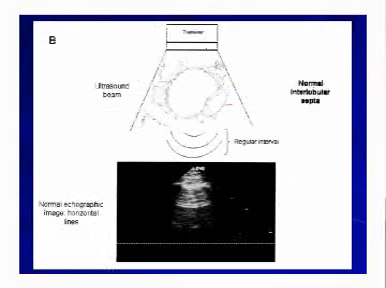 B
Transducer
Ultrasound
beam
Normal
interlobular
septa
Regular interval
Normal echographic
image: horizontal
lines